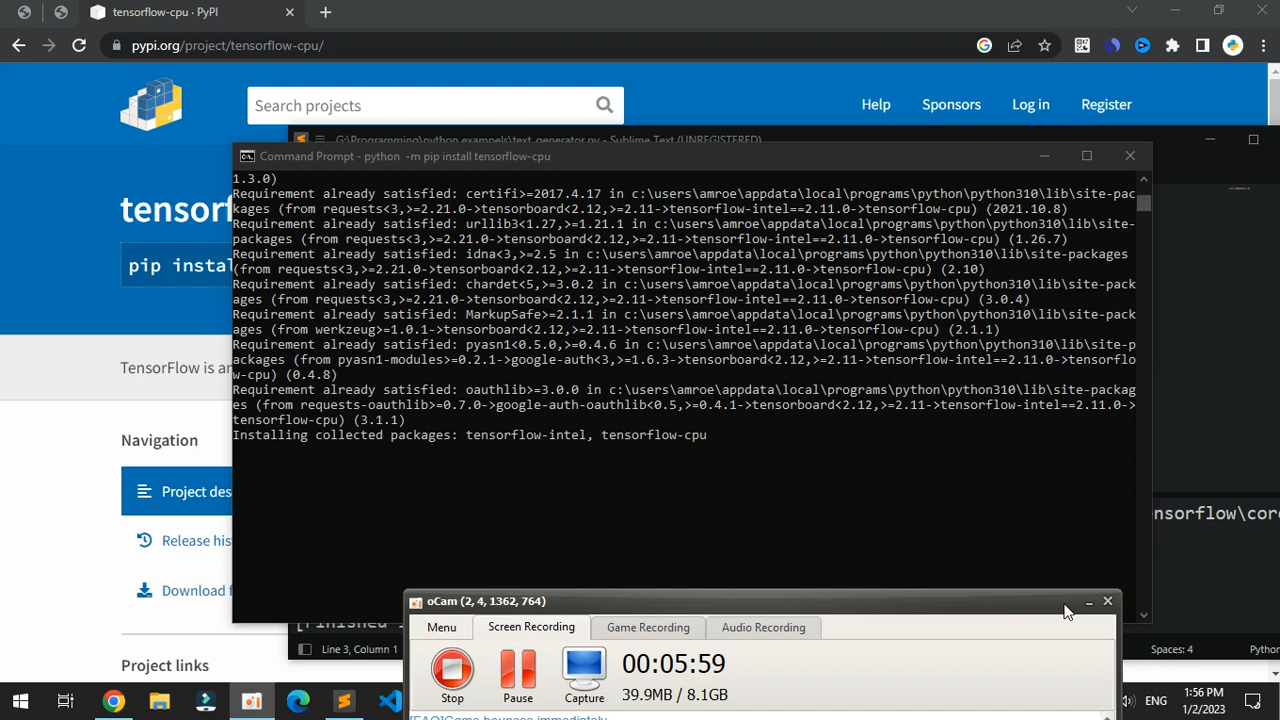 tensorflow-cpu · PyPI
pypi.org/project/tensorflow-cpu/
Search projects
Help
Sponsors
Log in
Register
G:\Programming\python exampels\text_generator.py - Sublime Text (UNREGISTERED)
Command Prompt - python  -m pip install tensorflow-cpu
1.3.0)
Requirement already satisfied: certifi>=2017.4.17 in c:\users\amroe\appdata\local\programs\python\python310\lib\site-pac
kages (from requests<3,>=2.21.0->tensorboard<2.12,>=2.11->tensorflow-intel==2.11.0->tensorflow-cpu) (2021.10.8)
Requirement already satisfied: urllib3<1.27,>=1.21.1 in c:\users\amroe\appdata\local\programs\python\python310\lib\site-
packages (from requests<3,>=2.21.0->tensorboard<2.12,>=2.11->tensorflow-intel==2.11.0->tensorflow-cpu) (1.26.7)
Requirement already satisfied: idna<3,>=2.5 in c:\users\amroe\appdata\local\programs\python\python310\lib\site-packages
(from requests<3,>=2.21.0->tensorboard<2.12,>=2.11->tensorflow-intel==2.11.0->tensorflow-cpu) (2.10)
Requirement already satisfied: chardet<5,>=3.0.2 in c:\users\amroe\appdata\local\programs\python\python310\lib\site-pack
ages (from requests<3,>=2.21.0->tensorboard<2.12,>=2.11->tensorflow-intel==2.11.0->tensorflow-cpu) (3.0.4)
Requirement already satisfied: MarkupSafe>=2.1.1 in c:\users\amroe\appdata\local\programs\python\python310\lib\site-pack
ages (from werkzeug>=1.0.1->tensorboard<2.12,>=2.11->tensorflow-intel==2.11.0->tensorflow-cpu) (2.1.1)
Requirement already satisfied: pyasn1<0.5.0,>=0.4.6 in c:\users\amroe\appdata\local\programs\python\python310\lib\site-p
ackages (from pyasn1-modules>=0.2.1->google-auth<3,>=1.6.3->tensorboard<2.12,>=2.11->tensorflow-intel==2.11.0->tensorflo
w-cpu) (0.4.8)
Requirement already satisfied: oauthlib>=3.0.0 in c:\users\amroe\appdata\local\programs\python\python310\lib\site-packag
es (from requests-oauthlib>=0.7.0->google-auth-oauthlib<0.5,>=0.4.1->tensorboard<2.12,>=2.11->tensorflow-intel==2.11.0->
tensorflow-cpu) (3.1.1)
Installing collected packages: tensorflow-intel, tensorflow-cpu
tensorf
pip instal
TensorFlow is an
Navigation
Project des
Release his
Download f
Project links
ensorflow\core
[Finished
Line 3, Column 1
Spaces: 4
Python
oCam (2, 4, 1362, 764)
Menu
Screen Recording
Game Recording
Audio Recording
00:05:59
39.9MB / 8.1GB
Stop
Pause
Capture
[FAQ]Game bounces immediately
ENG
1:56 PM
1/2/2023